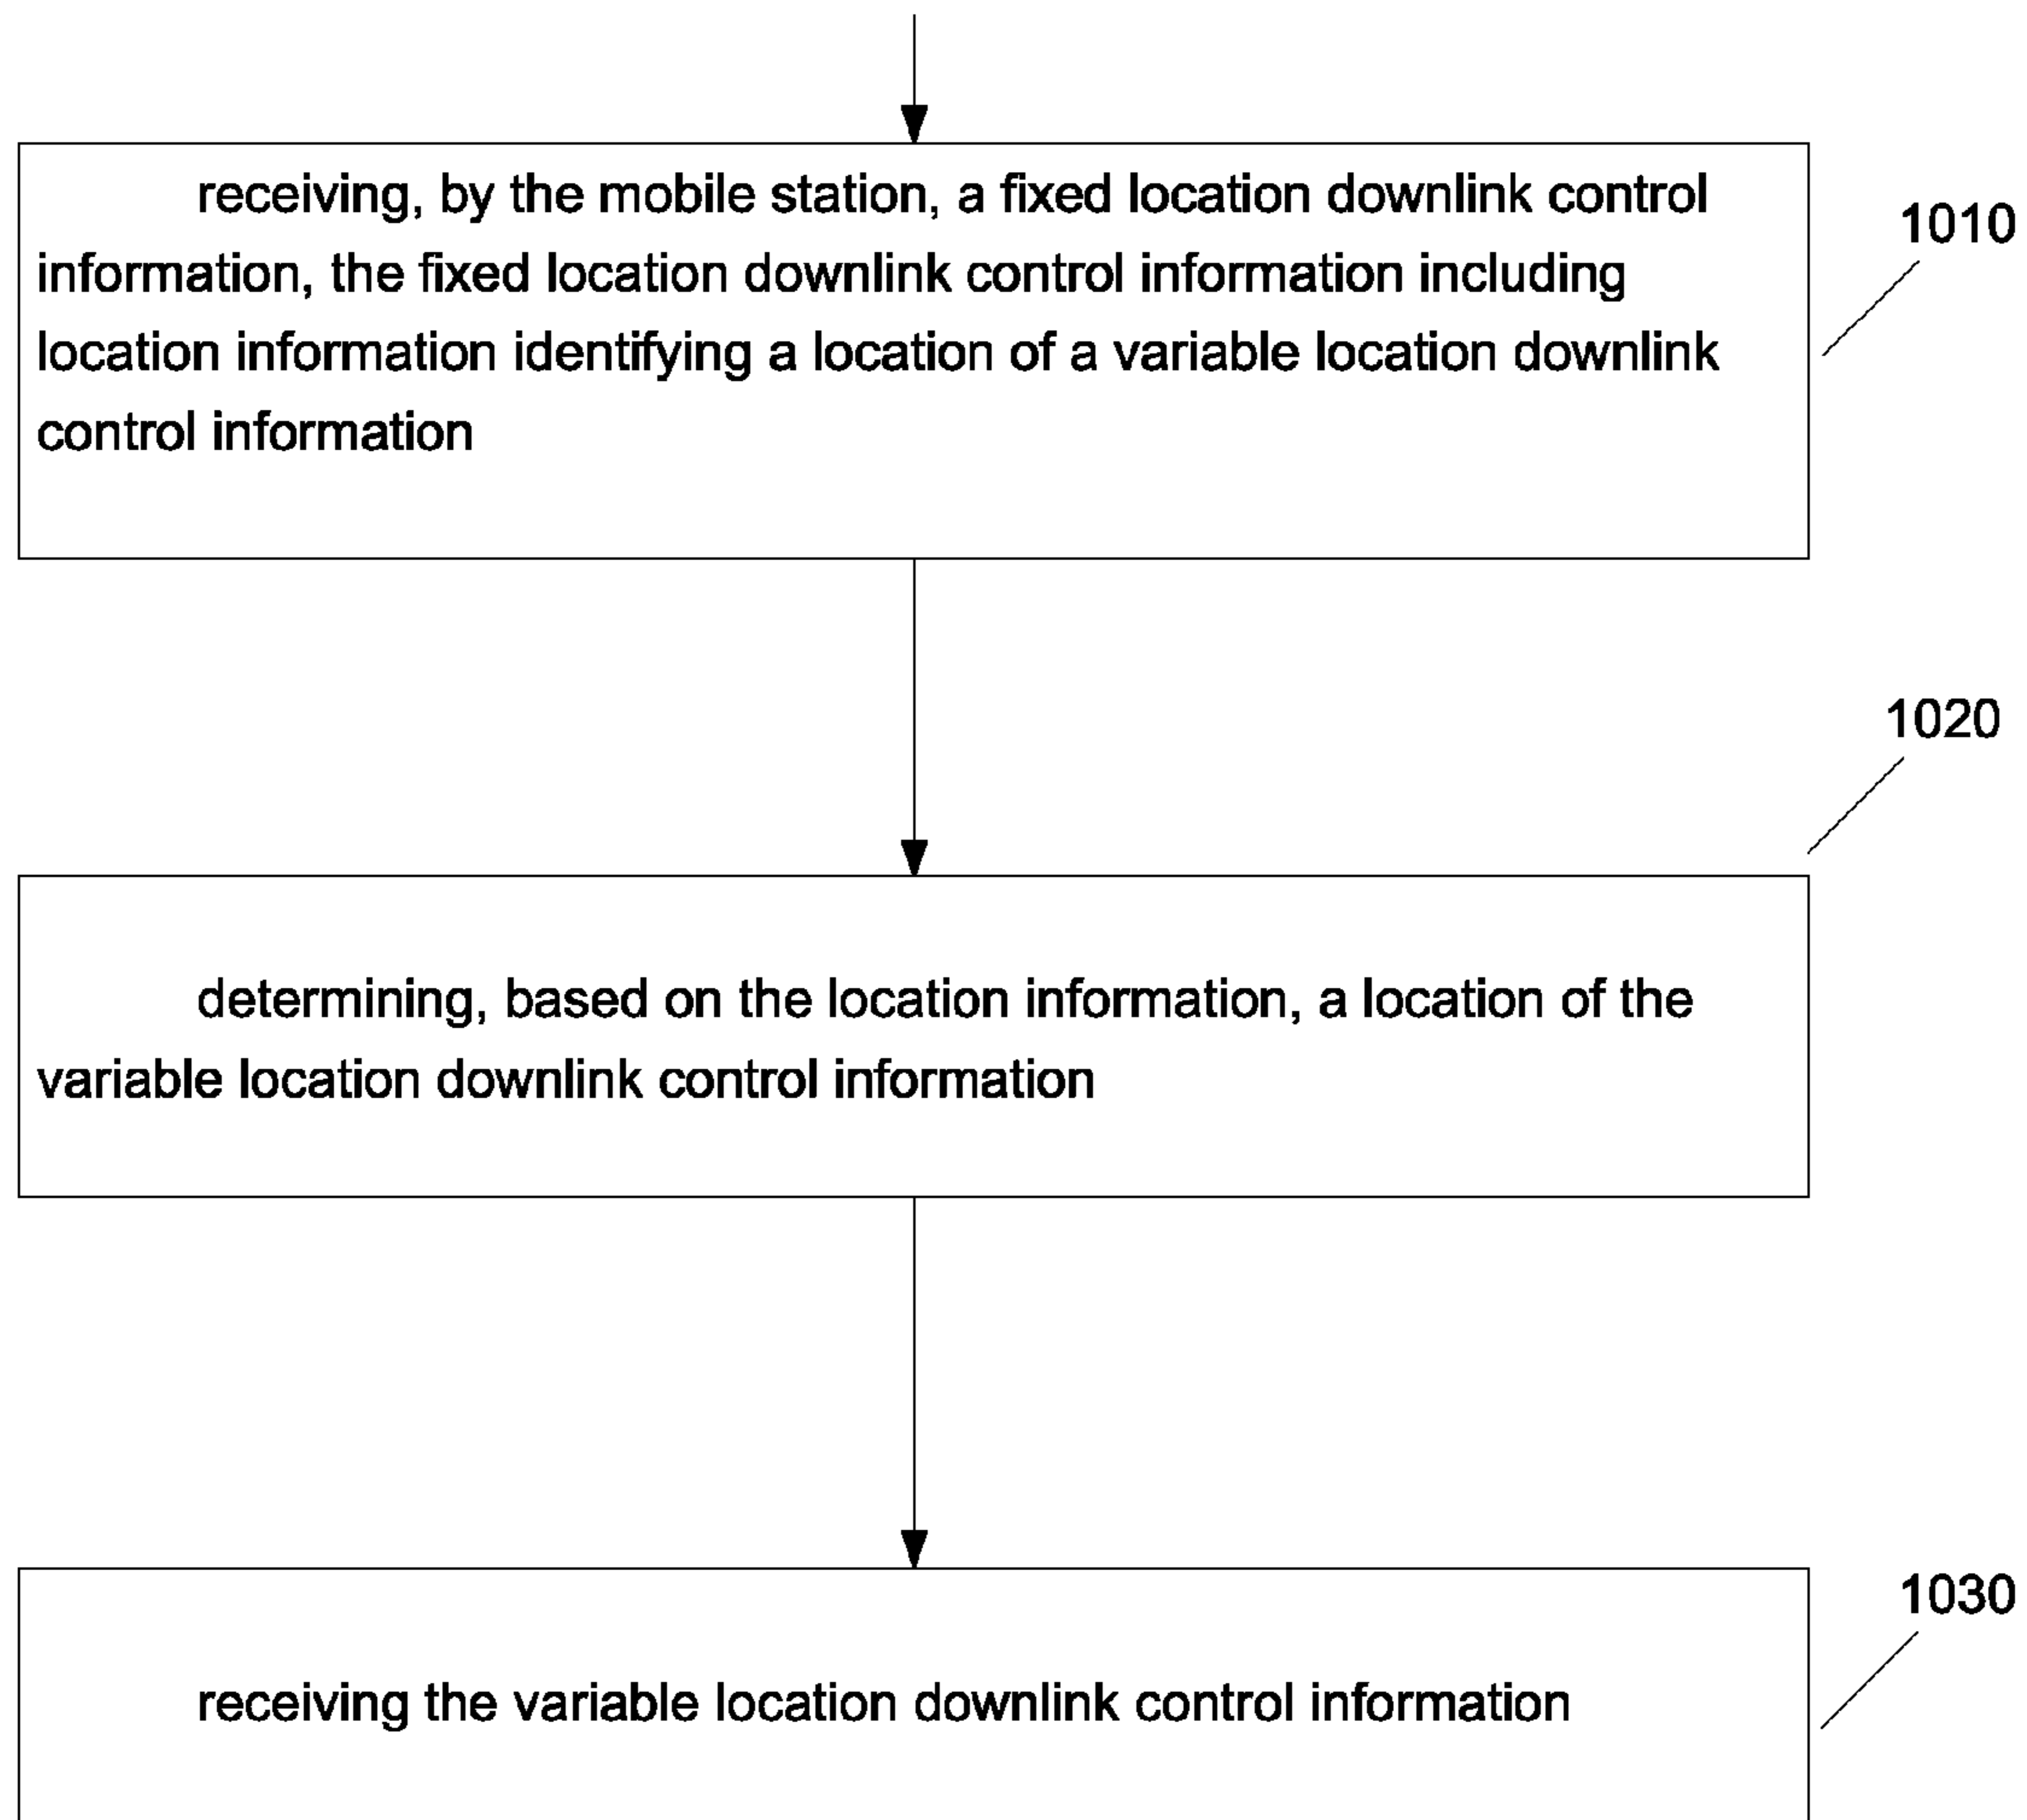 receiving, by the mobile station, a fixed location downlink control
information, the fixed location downlink control information including
location information identifying a location of a variable location downlink
control information
1010
1020
determining, based on the location information, a location of the
variable location downlink control information
1030
receiving the variable location downlink control information